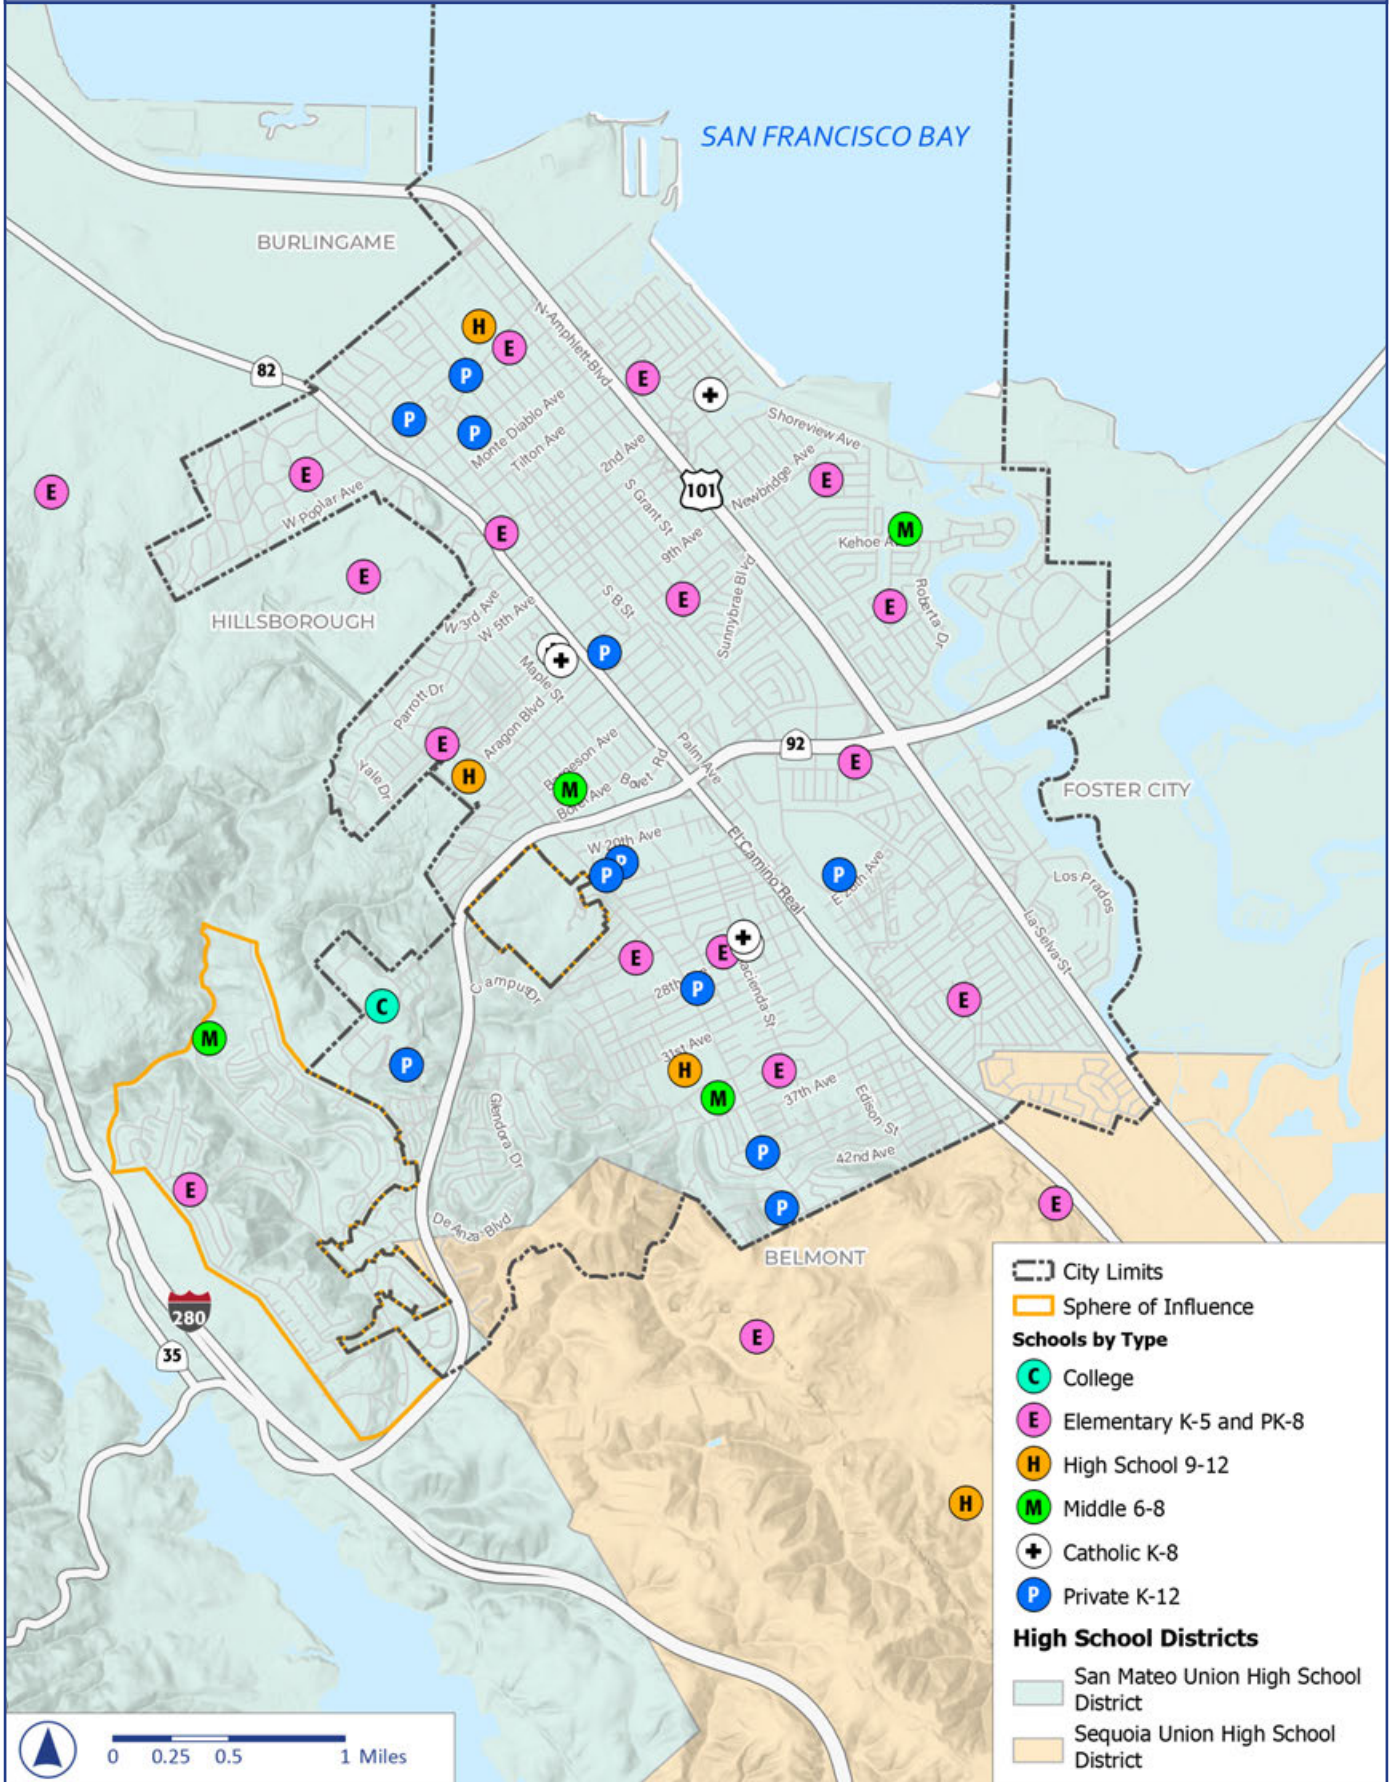 SAN FRANCISCO BAY
BURLINGAME
H
E
N Amphlett Blvd
82
P
E
+
P
P
Monte Diablo Ave
Tilton Ave
Shoreview Ave
2nd Ave
E
E
W Poplar Ave
101
Newbridge Ave
E
S Grant St
E
9th Ave
Kehoe A
M
E
HILLSBOROUGH
W 3rd Ave
W 5th Ave
S B St
E
Sunnybrae Blvd
E
Roberta Dr
+
P
Maple St
Parrott Dr
Aragon Blvd
E
H
Yale Dr
Bovet Rd
Palm Ave
92
E
M
FOSTER CITY
W 20th Ave
P
P
El Camino Real
P
E 28th Ave
Los Prados
La Selva St
E
E
+
Campus Dr
28th
P
acienda St
E
C
M
P
31st Ave
H
E
M
37th Ave
Edison St
Glendora Dr
42nd Ave
P
E
P
E
De Anza Blvd
BELMONT
280
35
E
H
City Limits
Sphere of Influence
Schools by Type
C College
E Elementary K-5 and PK-8
H High School 9-12
M Middle 6-8
+ Catholic K-8
P Private K-12
High School Districts
San Mateo Union High School
District
Sequoia Union High School
District
0 0.25 0.5 1 Miles